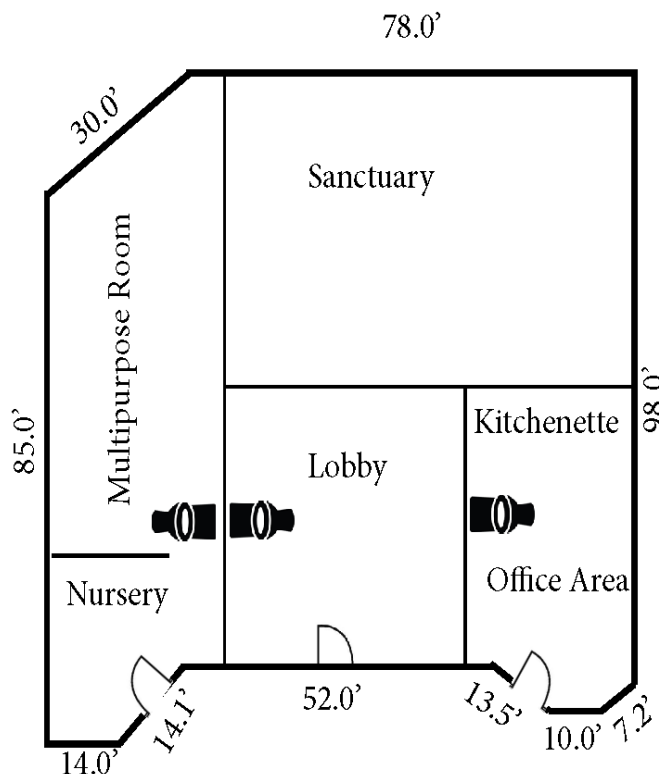 78.0’
30.0’
Sanctuary
Multipurpose Room
85.0’
98.0’
Kitchenette
Lobby
Nursery
Office Area
14.1’
52.0’
13.5’
7.2’
14.0’
10.0’